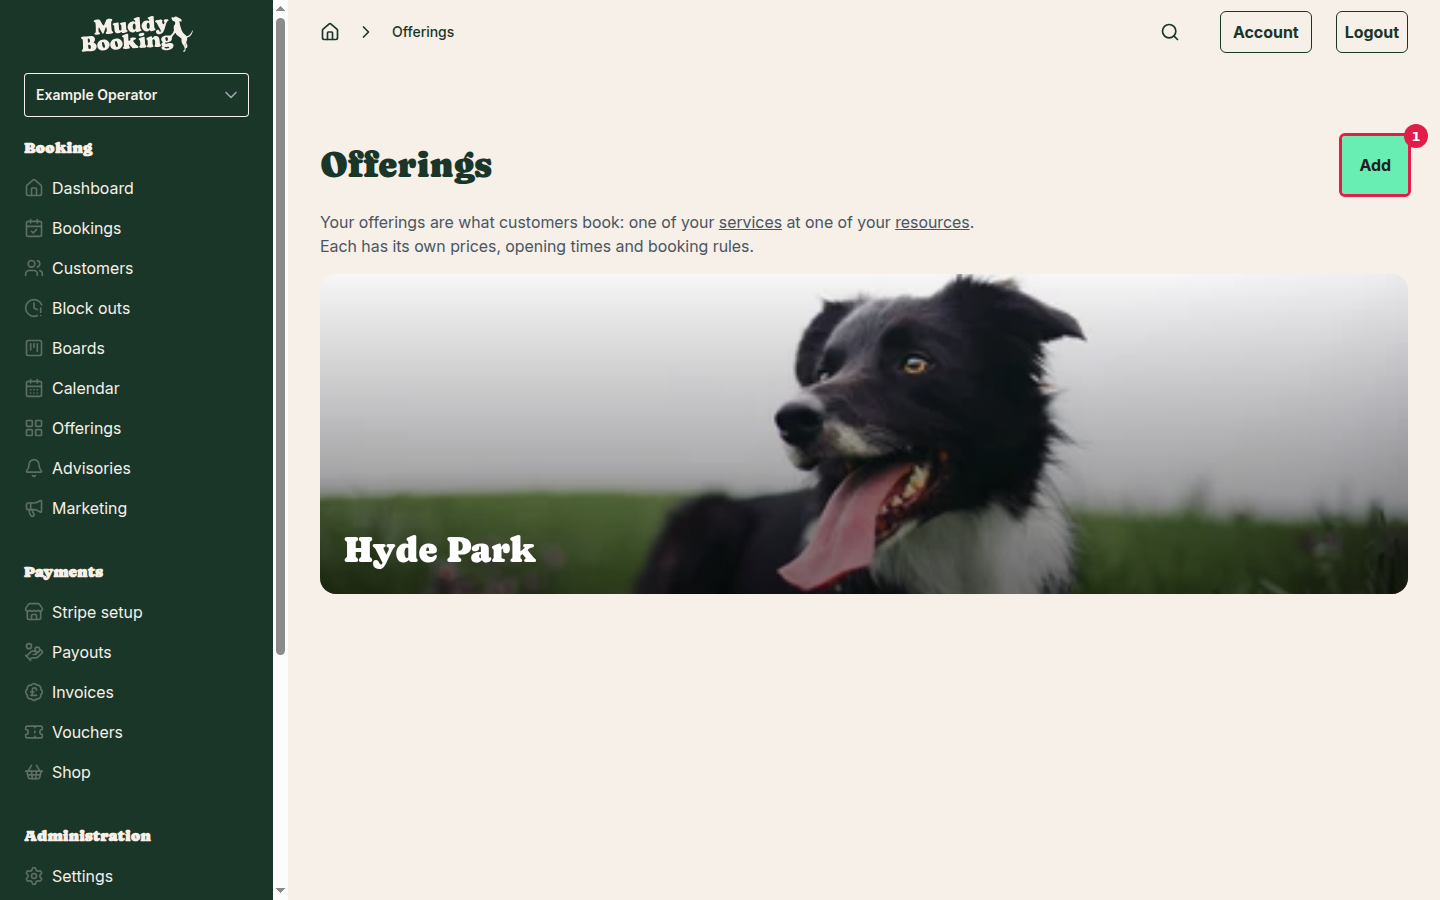 Muddy
Booking
Example Operator
Booking
Dashboard
Bookings
Customers
Block outs
Boards
Calendar
Offerings
Advisories
Marketing
Payments
Stripe setup
Payouts
Invoices
Vouchers
Shop
Administration
Settings
Offerings
Account
Logout
Offerings
Add
1
Your offerings are what customers book: one of your services at one of your resources.
Each has its own prices, opening times and booking rules.
Hyde Park